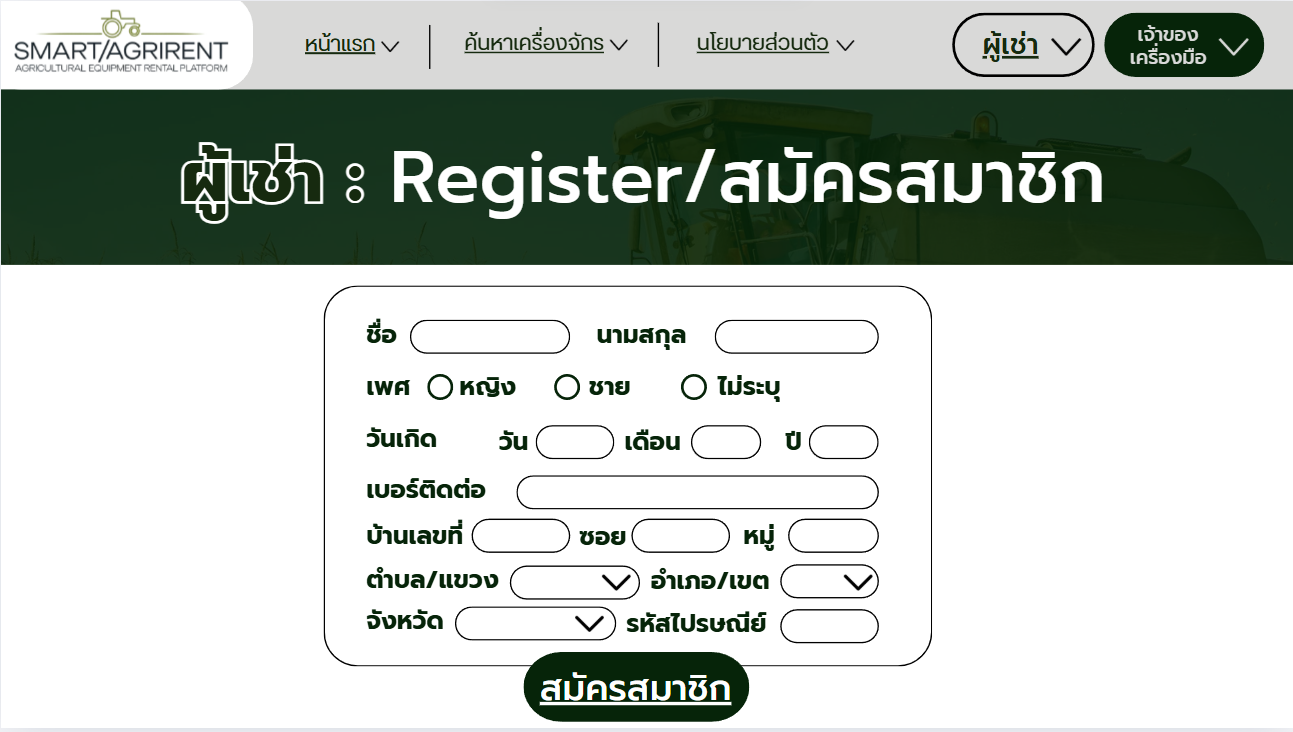 SMART/AGRIRENT
AGRICULTURAL EQUIPMENT RENTAL PLATFORM
หน้าแรก
ค้นหาเครื่องจักร
นโยบายส่วนตัว
ผู้เช่า
เจ้าของ
เครื่องมือ
ผู้เช่า : Register/สมัครสมาชิก
ชื่อ นามสกุล
เพศ หญิง ชาย ไม่ระบุ
วันเกิด วัน เดือน ปี
เบอร์ติดต่อ
บ้านเลขที่ ซอย หมู่
ตำบล/แขวง อำเภอ/เขต
จังหวัด รหัสไปรษณีย์
สมัครสมาชิก